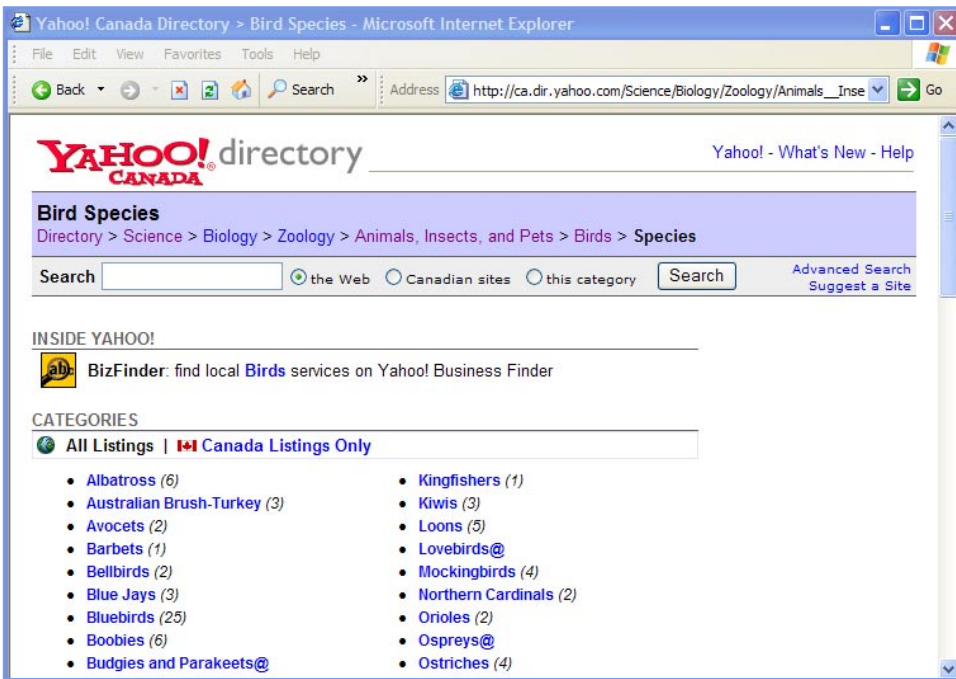 Yahoo! Canada Directory > Bird Species - Microsoft Internet Explorer
File Edit View Favorites Tools Help
Back Search » Address http://ca.dir.yahoo.com/Science/Biology/Zoology/Animals__Inse Go
YAHOO! directory
CANADA
Yahoo! - What's New - Help
Bird Species
Directory > Science > Biology > Zoology > Animals, Insects, and Pets > Birds > Species
Search the Web Canadian sites this category Search
Advanced Search
Suggest a Site
INSIDE YAHOO!
abc BizFinder: find local Birds services on Yahoo! Business Finder
CATEGORIES
All Listings | Canada Listings Only
Albatross (6)
Australian Brush-Turkey (3)
Avocets (2)
Barbets (1)
Bellbirds (2)
Blue Jays (3)
Bluebirds (25)
Boobies (6)
Budgies and Parakeets@
Kingfishers (1)
Kiwis (3)
Loons (5)
Lovebirds@
Mockingbirds (4)
Northern Cardinals (2)
Orioles (2)
Ospreys@
Ostriches (4)